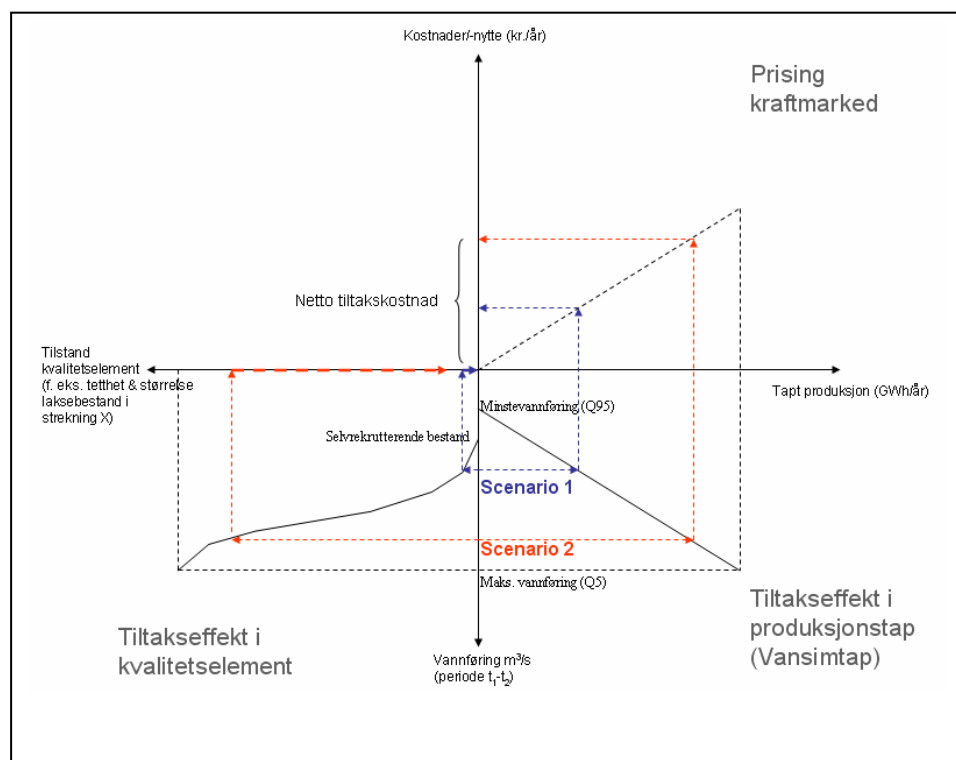 Kostnader/-nytte (kr./år)
Prising
kraftmarked
Netto tiltakskostnad
Tilstand
kvalitetselement
(f. eks. tetthet & størrelse
laksebestand i
strekning X)
Tapt produksjon (GWh/år)
Minstevannføring (Q95)
Selvrekrutterende bestand
Scenario 1
Scenario 2
Maks. vannføring (Q5)
Tiltakseffekt i
kvalitetselement
Tiltakseffekt i
produksjonstap
(Vansimtap)
Vannføring m³/s
(periode t₁-t₂)